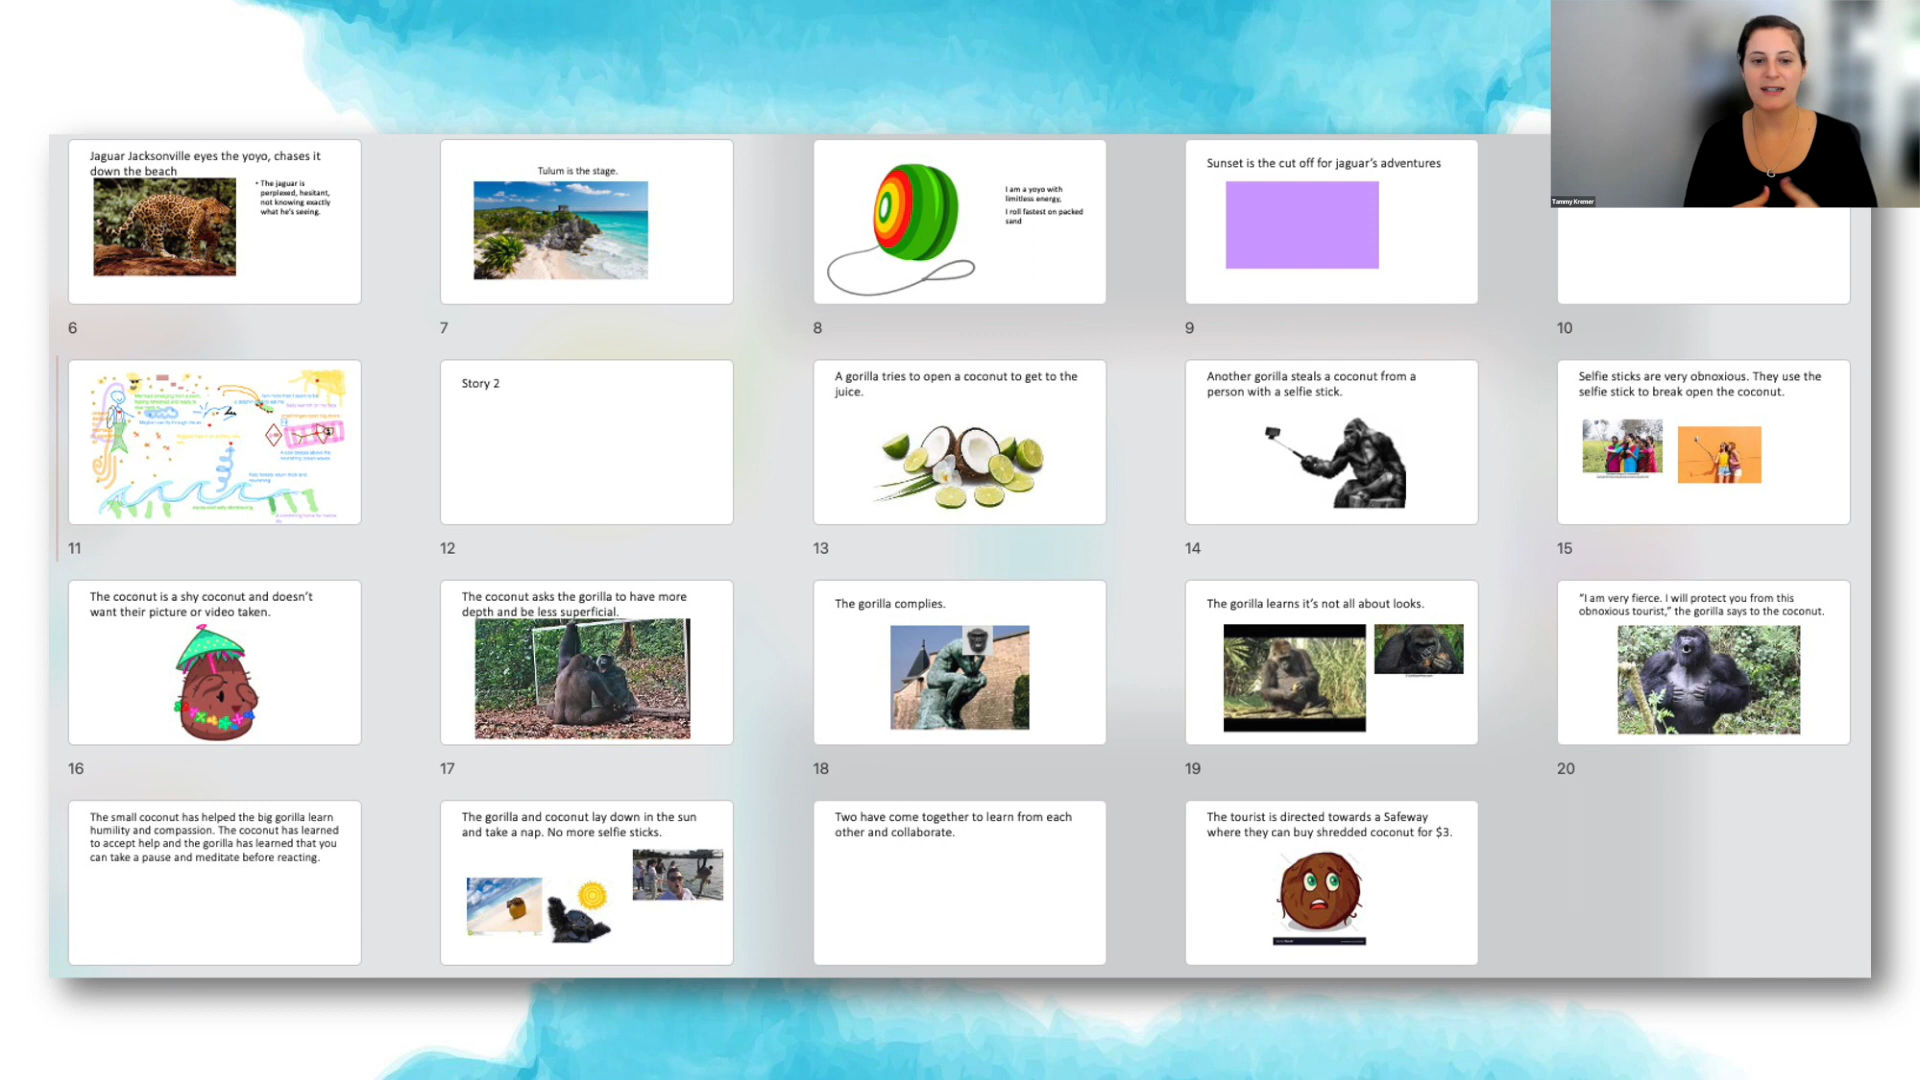 Jaguar Jacksonville eyes the yoyo, chases it
down the beach
• The jaguar is
perplexed, hesitant,
not knowing exactly
what he's seeing.
Tulum is the stage.
I am a yoyo with
limitless energy,
I roll fastest on packed
sand
Sunset is the cut off for jaguar's adventures
Tammy Kremer
6
7
8
9
10
Story 2
A gorilla tries to open a coconut to get to the
juice.
Another gorilla steals a coconut from a
person with a selfie stick.
Selfie sticks are very obnoxious. They use the
selfie stick to break open the coconut.
11
12
13
14
15
The coconut is a shy coconut and doesn't
want their picture or video taken.
The coconut asks the gorilla to have more
depth and be less superficial.
The gorilla complies.
The gorilla learns it's not all about looks.
"I am very fierce. I will protect you from this
obnoxious tourist," the gorilla says to the coconut.
16
17
18
19
20
The small coconut has helped the big gorilla learn
humility and compassion. The coconut has learned
to accept help and the gorilla has learned that you
can take a pause and meditate before reacting.
The gorilla and coconut lay down in the sun
and take a nap. No more selfie sticks.
Two have come together to learn from each
other and collaborate.
The tourist is directed towards a Safeway
where they can buy shredded coconut for $3.